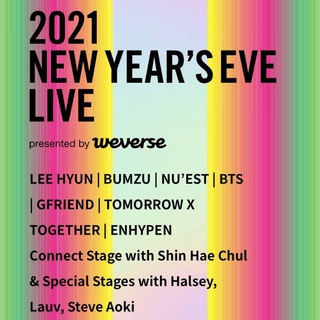 2021
NEW YEAR'S EVE
LIVE
presented by weverse
LEE HYUN | BUMZU | NU'EST | BTS
| GFRIEND | TOMORROW X
TOGETHER | ENHYPEN
Connect Stage with Shin Hae Chul
& Special Stages with Halsey,
Lauv, Steve Aoki